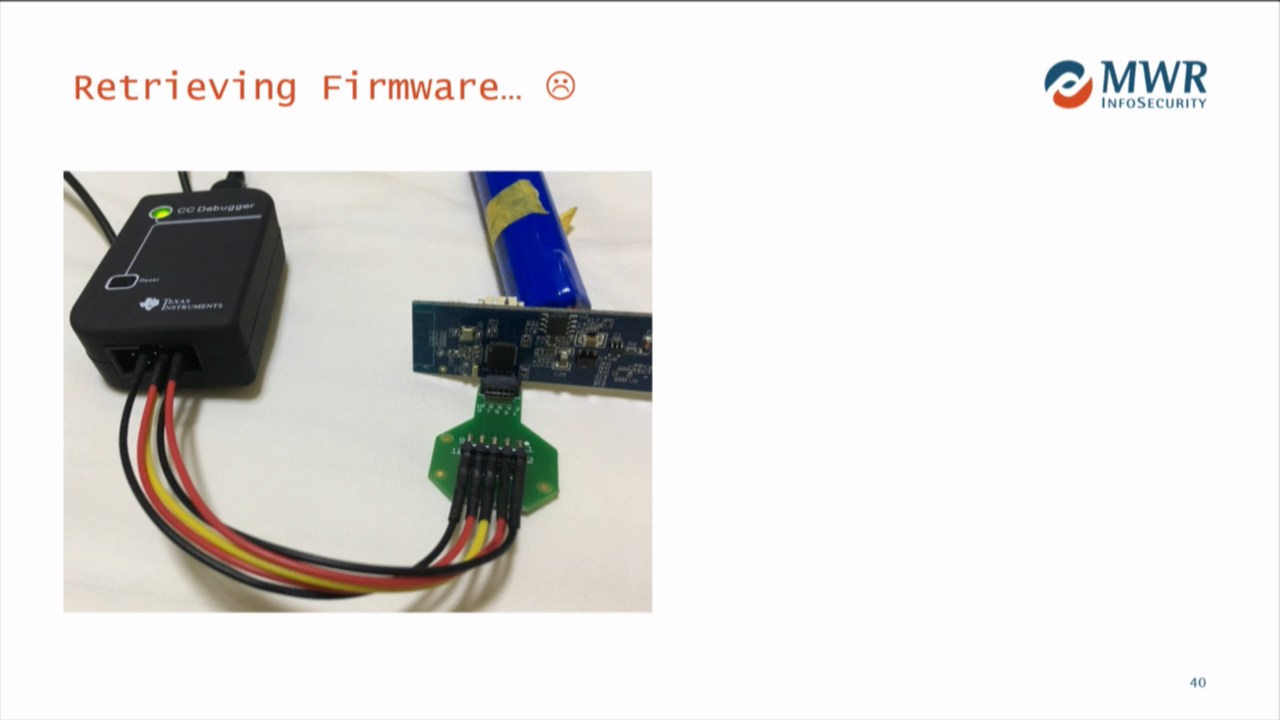 Retrieving Firmware… ☹
MWR
INFOSECURITY
CC Debugger
Reset
TEXAS
INSTRUMENTS
40